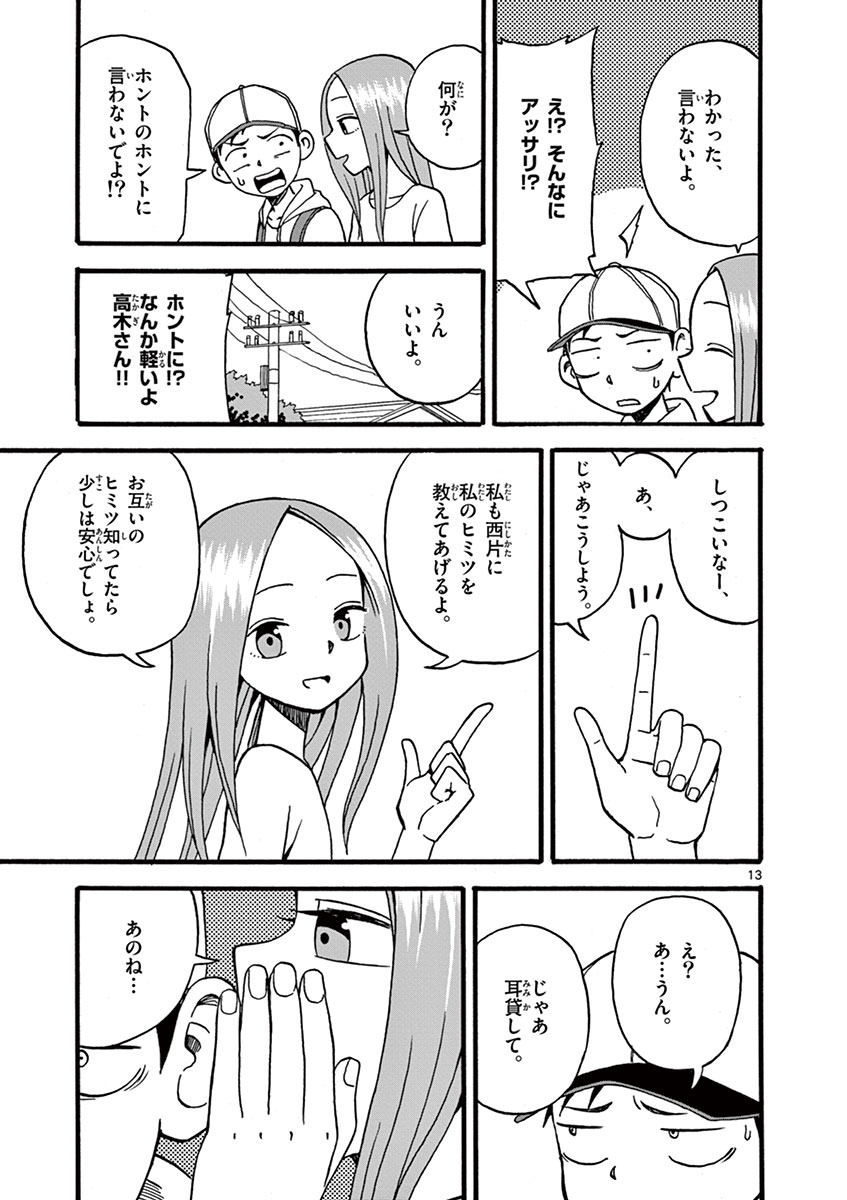 わかった、
言わないよ。
え!? そんなに
アッサリ!?
何が？
ホントのホントに
言わないでよ!?
うん
いいよ。
ホントに!?
なんか軽いよ
高木さん!!
しつこいなー、
あ、
じゃあこうしよう。
私も西片に
私のヒミツを
教えてあげるよ。
お互いの
ヒミツ知ってたら
少しは安心でしょ。
13
え？
あ…うん。
じゃあ
耳貸して。
あのね…